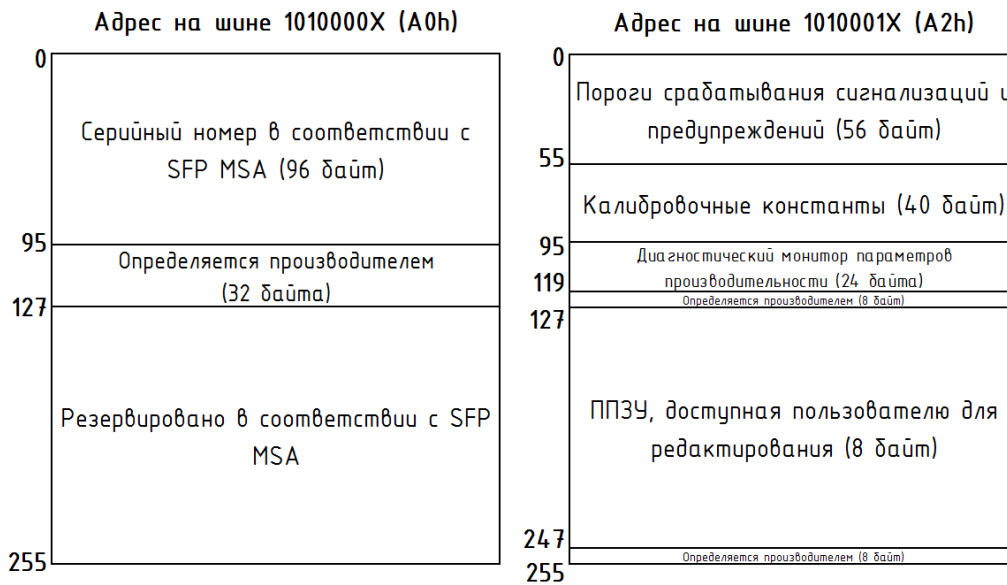 Адрес на шине 1010000X (A0h)
0
Серийный номер в соответствии с
SFP MSA (96 байт)
95
Определяется производителем
(32 байта)
127
Резервировано в соответствии с SFP
MSA
255
Адрес на шине 1010001X (A2h)
0
Пороги срабатывания сигнализаций и
предупреждений (56 байт)
55
Калибровочные константы (40 байт)
95
Диагностический монитор параметров
производительности (24 байта)
119
Определяется производителем (8 байт)
127
ППЗУ, доступная пользователю для
редактирования (8 байт)
247
Определяется производителем (8 байт)
255